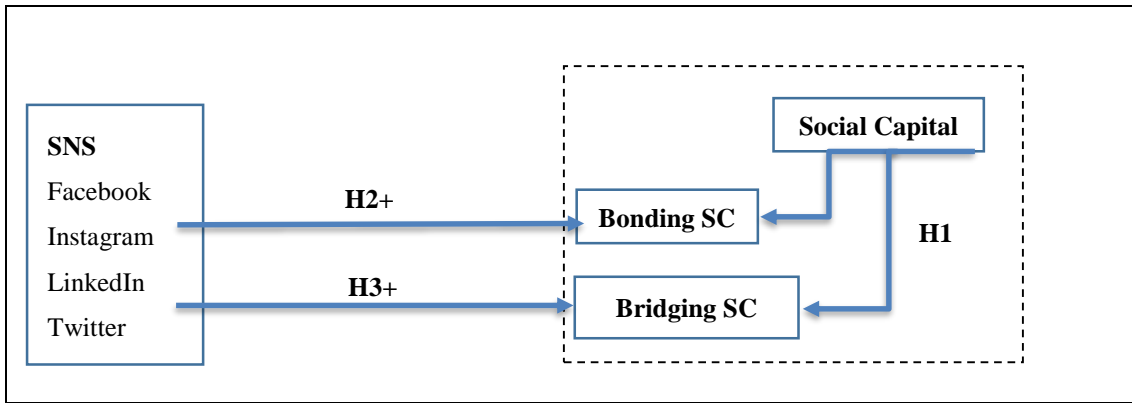 SNS
Facebook
Instagram
LinkedIn
Twitter
H2+
H3+
Social Capital
Bonding SC
H1
Bridging SC